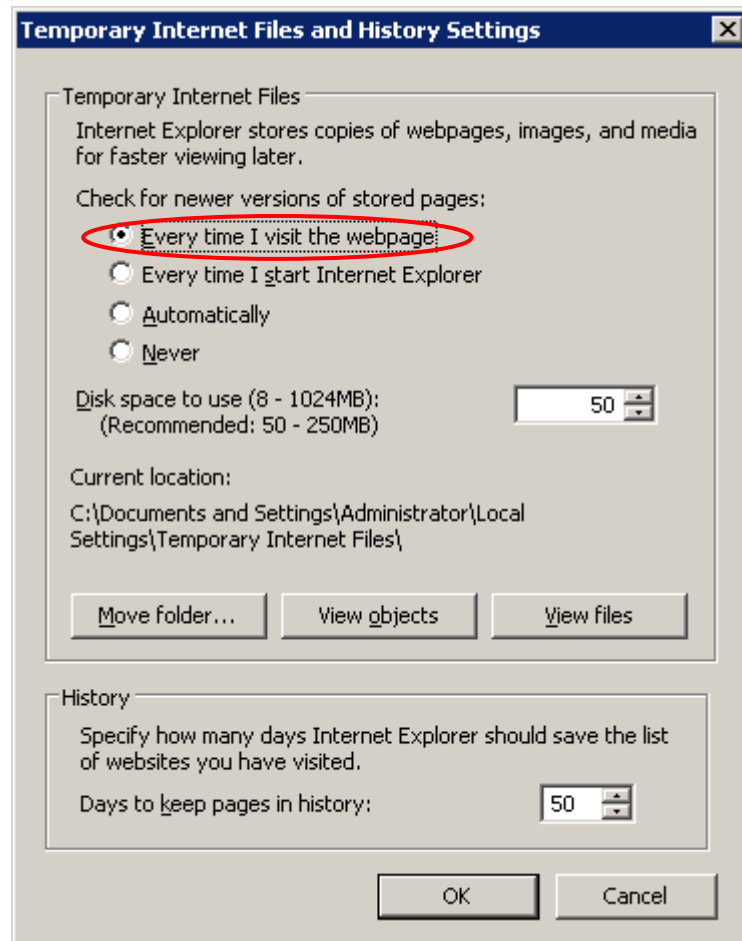 Temporary Internet Files and History Settings
Temporary Internet Files
Internet Explorer stores copies of webpages, images, and media
for faster viewing later.
Check for newer versions of stored pages:
Every time I visit the webpage
Every time I start Internet Explorer
Automatically
Never
Disk space to use (8 - 1024MB): 50
(Recommended: 50 - 250MB)
Current location:
C:\Documents and Settings\Administrator\Local
Settings\Temporary Internet Files\
Move folder... View objects View files
History
Specify how many days Internet Explorer should save the list
of websites you have visited.
Days to keep pages in history: 50
OK Cancel